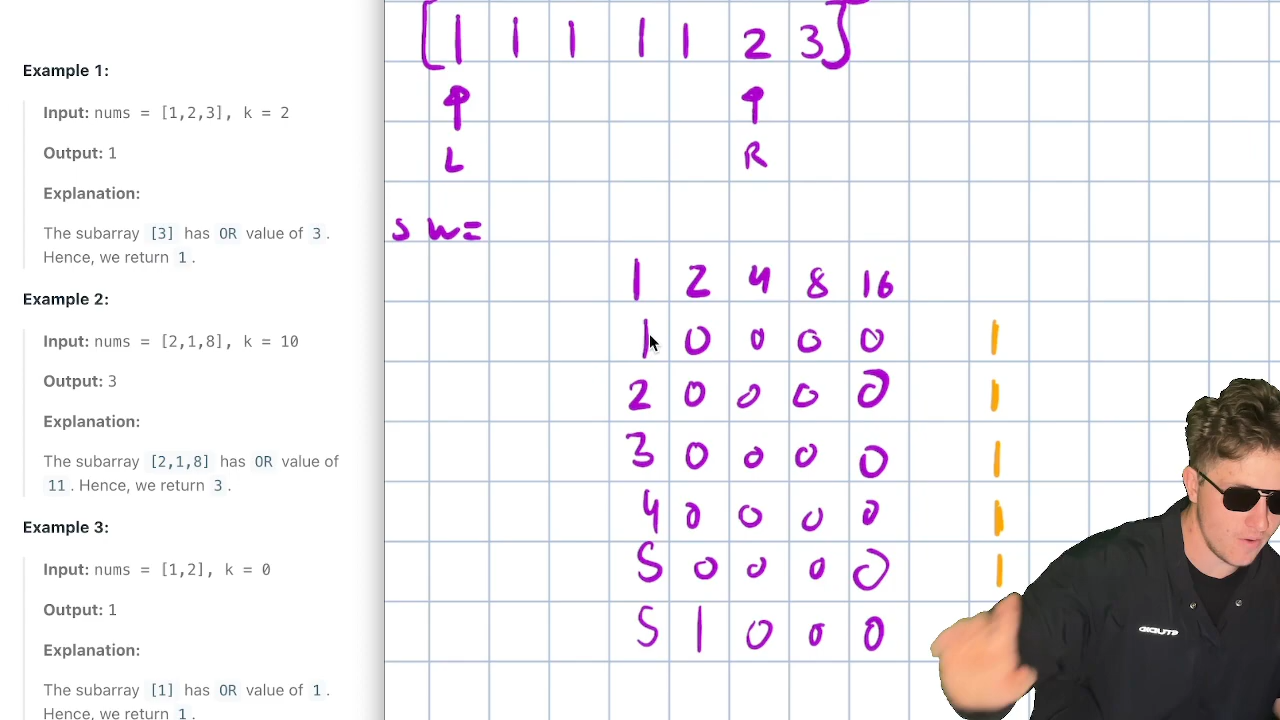 Example 1:
Input: nums = [1,2,3], k = 2
Output: 1
Explanation:
The subarray [3] has OR value of 3.
Hence, we return 1.
Example 2:
Input: nums = [2,1,8], k = 10
Output: 3
Explanation:
The subarray [2,1,8] has OR value of
11. Hence, we return 3.
Example 3:
Input: nums = [1,2], k = 0
Output: 1
Explanation:
The subarray [1] has OR value of 1.
Hence, we return 1.
[1 1 1 1 1 2 3]
L R
SW=
1 2 4 8 16
1 0 0 0 0 1
2 0 0 0 0 1
3 0 0 0 0 1
4 0 0 0 0 1
5 0 0 0 0 1
5 1 0 0 0